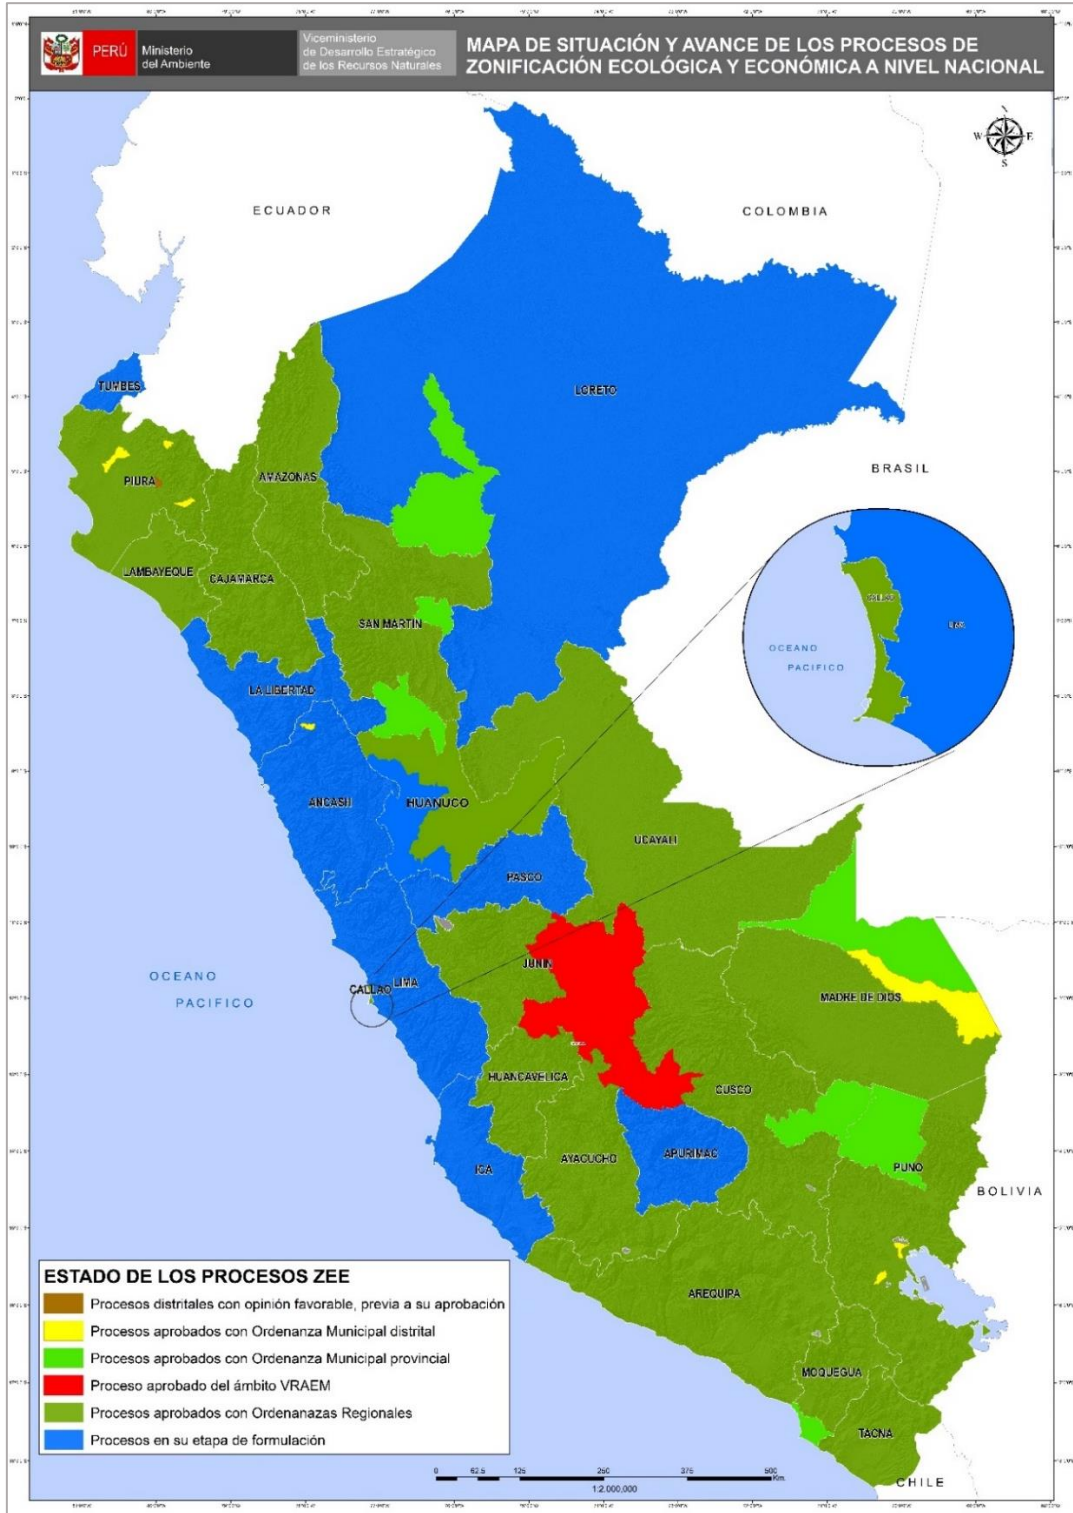 PERÚ
Ministerio
del Ambiente
Viceministerio
de Desarrollo Estratégico
de los Recursos Naturales
MAPA DE SITUACIÓN Y AVANCE DE LOS PROCESOS DE
ZONIFICACIÓN ECOLÓGICA Y ECONÓMICA A NIVEL NACIONAL
W E
S
ECUADOR
COLOMBIA
TUMBES
LORETO
BRASIL
PIURA
AMAZONAS
LAMBAYEQUE
CAJAMARCA
SAN MARTIN
OCEANO
PACIFICO
LIMA
LA LIBERTAD
ANCASH
HUANUCO
UCAYALI
PASCO
JUNIN
OCEANO
PACIFICO
CALLAO
LIMA
MADRE DE DIOS
HUANCAVELICA
CUSCO
ICA
AYACUCHO
APURIMAC
PUNO
BOLIVIA
AREQUIPA
MOQUEGUA
TACNA
CHILE
ESTADO DE LOS PROCESOS ZEE
Procesos distritales con opinión favorable, previa a su aprobación
Procesos aprobados con Ordenanza Municipal distrital
Procesos aprobados con Ordenanza Municipal provincial
Proceso aprobado del ámbito VRAEM
Procesos aprobados con Ordenanazas Regionales
Procesos en su etapa de formulación
0 62.5 125 250 375 500
Km.
1:2,000,000